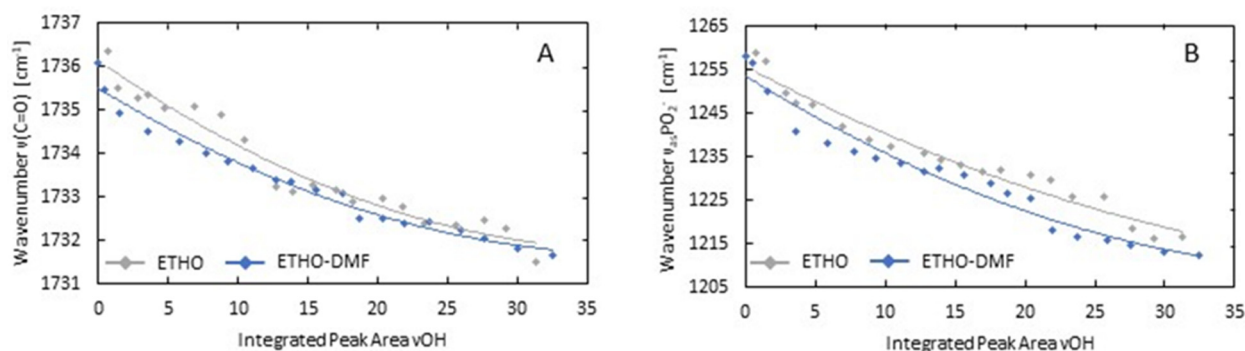 A
Wavenumber ν(C=O) [cm⁻¹]
1737
1736
1735
1734
1733
1732
1731
ETHO
ETHO-DMF
0 5 10 15 20 25 30 35
Integrated Peak Area νOH
B
Wavenumber νₐₛPO₂⁻ [cm⁻¹]
1265
1255
1245
1235
1225
1215
1205
ETHO
ETHO-DMF
0 5 10 15 20 25 30 35
Integrated Peak Area νOH